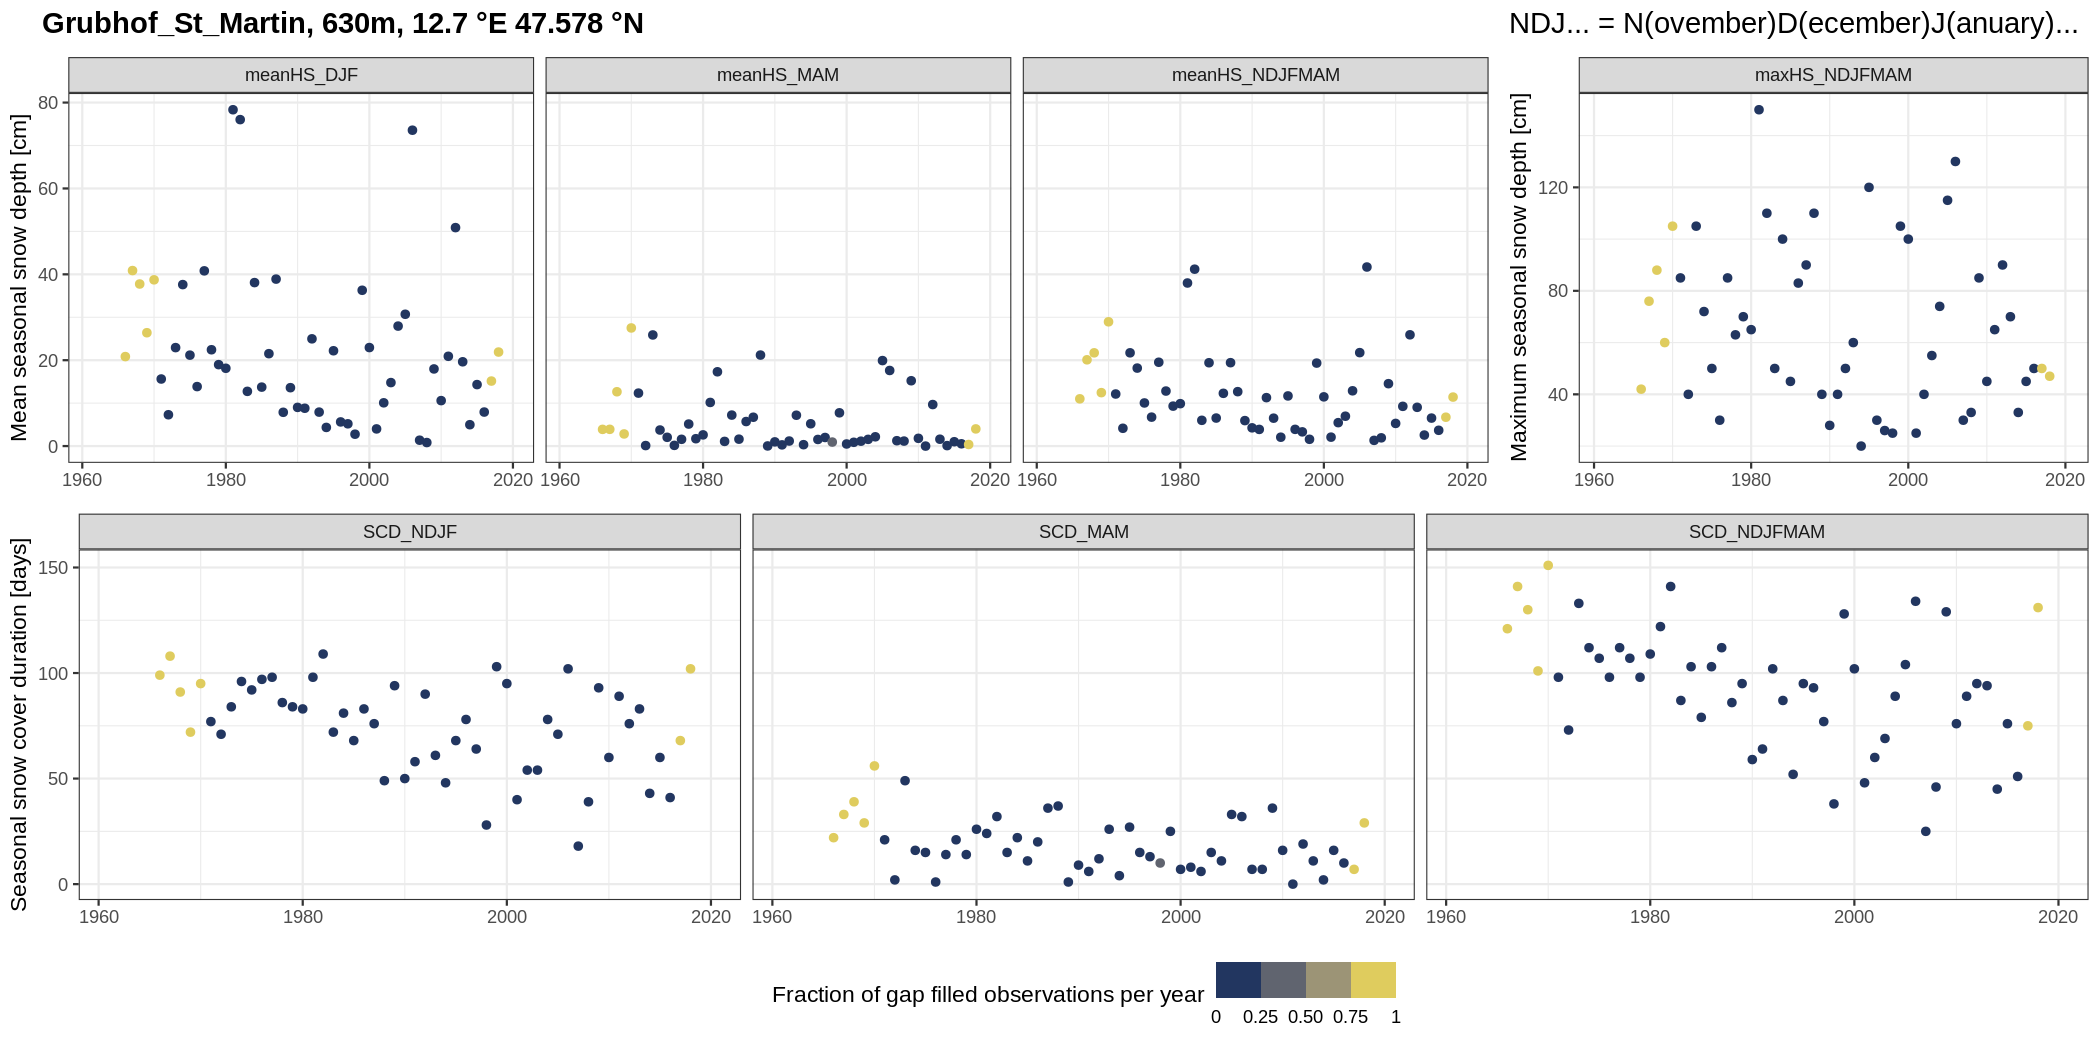 Grubhof_St_Martin, 630m, 12.7 °E 47.578 °N
NDJ... = N(ovember)D(ecember)J(anuary)...
meanHS_DJF
meanHS_MAM
meanHS_NDJFMAM
maxHS_NDJFMAM
Mean seasonal snow depth [cm]
80
60
40
20
0
1960 1980 2000 2020
1960 1980 2000 2020
1960 1980 2000 2020
Maximum seasonal snow depth [cm]
120
80
40
1960 1980 2000 2020
SCD_NDJF
SCD_MAM
SCD_NDJFMAM
Seasonal snow cover duration [days]
150
100
50
0
1960 1980 2000 2020
1960 1980 2000 2020
1960 1980 2000 2020
Fraction of gap filled observations per year
0 0.25 0.50 0.75 1